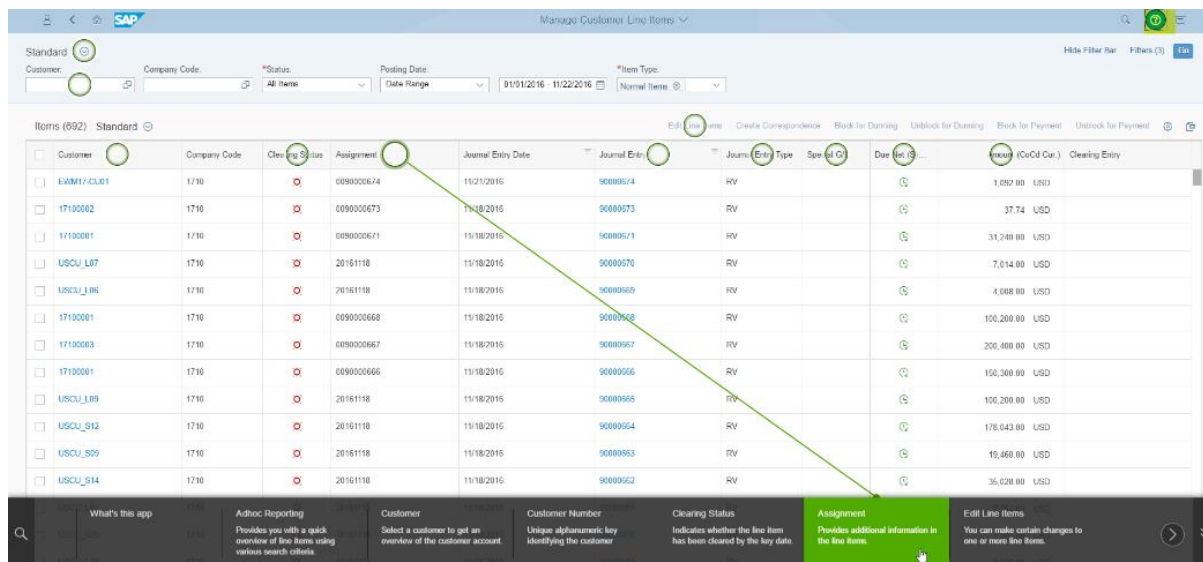 SAP Manage Customer Line Items
Standard Hide Filter Bar Filters (3) Go
Customer: Company Code: *Status: Posting Date: *Item Type:
All Items Date Range 01/01/2016 - 11/22/2016 Normal Items
Items (692) Standard Edit Line Items Create Correspondence Block for Dunning Unblock for Dunning Block for Payment Unblock for Payment
Customer Company Code Clearing Status Assignment Journal Entry Date Journal Entry Journal Entry Type Special G/L Due Net (S... Amount (CoCd Cur.) Clearing Entry
EWM17-CU01 1710 0090000674 11/21/2016 90000674 RV 1,092.00 USD
17100002 1710 0090000673 11/18/2016 90000673 RV 37.74 USD
17100001 1710 0090000671 11/18/2016 90000671 RV 31,240.00 USD
USCU_L07 1710 20161118 11/18/2016 90000670 RV 7,014.00 USD
USCU_L06 1710 20161118 11/18/2016 90000669 RV 4,008.00 USD
17100001 1710 0090000668 11/18/2016 90000668 RV 100,200.00 USD
17100003 1710 0090000667 11/18/2016 90000667 RV 200,400.00 USD
17100001 1710 0090000666 11/18/2016 90000666 RV 150,300.00 USD
USCU_L09 1710 20161118 11/18/2016 90000665 RV 100,200.00 USD
USCU_S12 1710 20161118 11/18/2016 90000664 RV 178,043.00 USD
USCU_S09 1710 20161118 11/18/2016 90000663 RV 19,460.00 USD
USCU_S14 1710 20161118 11/18/2016 90000662 RV 35,028.00 USD
What's this app
Adhoc Reporting
Provides you with a quick
overview of line items using
various search criteria.
Customer
Select a customer to get an
overview of the customer account.
Customer Number
Unique alphanumeric key
identifying the customer
Clearing Status
Indicates whether the line item
has been cleared by the key date.
Assignment
Provides additional information in
the line items.
Edit Line Items
You can make certain changes to
one or more line items.